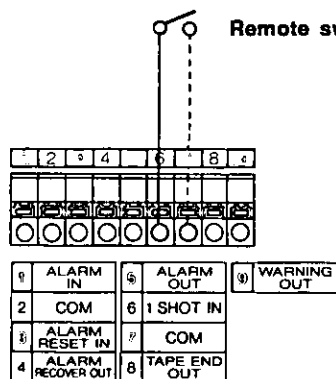 Remote sw
2 4 6 8
ALARM IN
2 COM
ALARM RESET IN
4 ALARM RECOVER OUT
ALARM OUT
6 1 SHOT IN
COM
8 TAPE END OUT
WARNING OUT